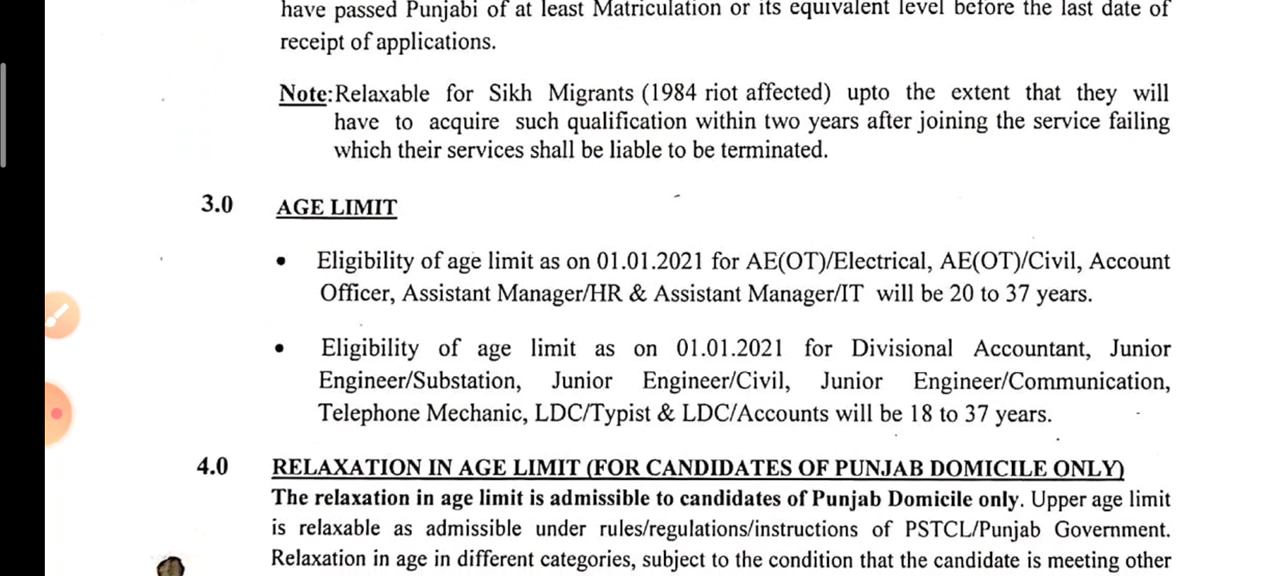 have passed Punjabi of at least Matriculation or its equivalent level before the last date of
receipt of applications.
Note:Relaxable for Sikh Migrants (1984 riot affected) upto the extent that they will
have to acquire such qualification within two years after joining the service failing
which their services shall be liable to be terminated.
3.0 AGE LIMIT
• Eligibility of age limit as on 01.01.2021 for AE(OT)/Electrical, AE(OT)/Civil, Account
Officer, Assistant Manager/HR & Assistant Manager/IT will be 20 to 37 years.
• Eligibility of age limit as on 01.01.2021 for Divisional Accountant, Junior
Engineer/Substation, Junior Engineer/Civil, Junior Engineer/Communication,
Telephone Mechanic, LDC/Typist & LDC/Accounts will be 18 to 37 years.
4.0 RELAXATION IN AGE LIMIT (FOR CANDIDATES OF PUNJAB DOMICILE ONLY)
The relaxation in age limit is admissible to candidates of Punjab Domicile only. Upper age limit
is relaxable as admissible under rules/regulations/instructions of PSTCL/Punjab Government.
Relaxation in age in different categories, subject to the condition that the candidate is meeting other